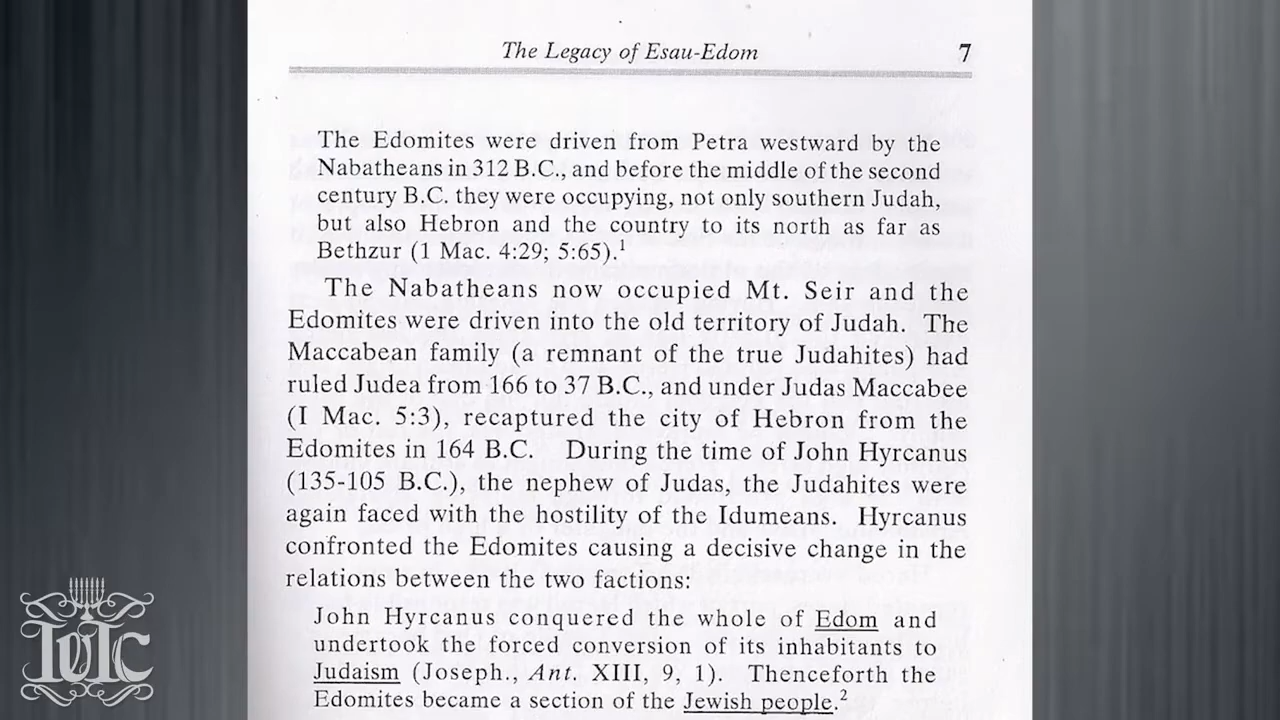 The Legacy of Esau-Edom 7
The Edomites were driven from Petra westward by the
Nabatheans in 312 B.C., and before the middle of the second
century B.C. they were occupying, not only southern Judah,
but also Hebron and the country to its north as far as
Bethzur (1 Mac. 4:29; 5:65).1
The Nabatheans now occupied Mt. Seir and the
Edomites were driven into the old territory of Judah. The
Maccabean family (a remnant of the true Judahites) had
ruled Judea from 166 to 37 B.C., and under Judas Maccabee
(I Mac. 5:3), recaptured the city of Hebron from the
Edomites in 164 B.C. During the time of John Hyrcanus
(135-105 B.C.), the nephew of Judas, the Judahites were
again faced with the hostility of the Idumeans. Hyrcanus
confronted the Edomites causing a decisive change in the
relations between the two factions:
John Hyrcanus conquered the whole of Edom and
undertook the forced conversion of its inhabitants to
Judaism (Joseph., Ant. XIII, 9, 1). Thenceforth the
Edomites became a section of the Jewish people.2
IUIC